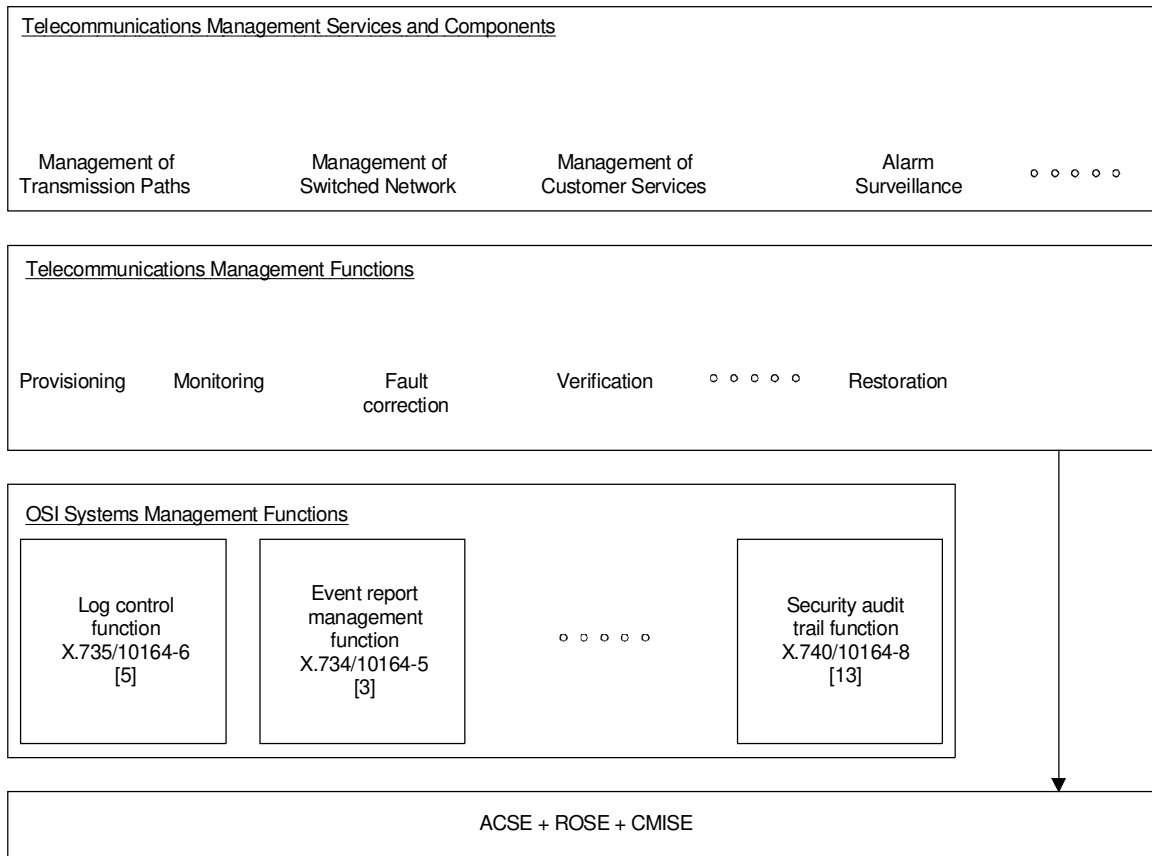 Telecommunications Management Services and Components
Management of
Transmission Paths
Management of
Switched Network
Management of
Customer Services
Alarm
Surveillance
Telecommunications Management Functions
Provisioning
Monitoring
Fault
correction
Verification
Restoration
OSI Systems Management Functions
Log control
function
X.735/10164-6
[5]
Event report
management
function
X.734/10164-5
[3]
Security audit
trail function
X.740/10164-8
[13]
ACSE + ROSE + CMISE